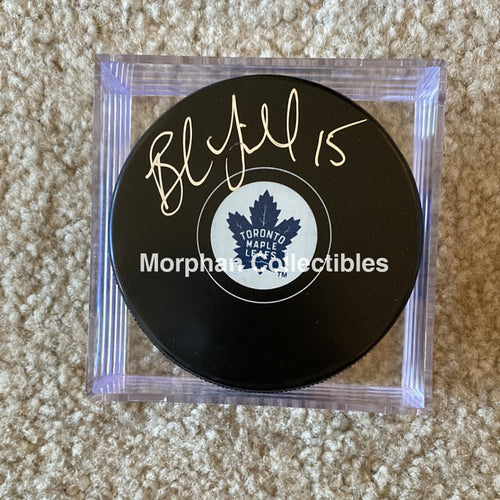 15
TORONTO
MAPLE
LEAFS
TM
Morphan Collectibles